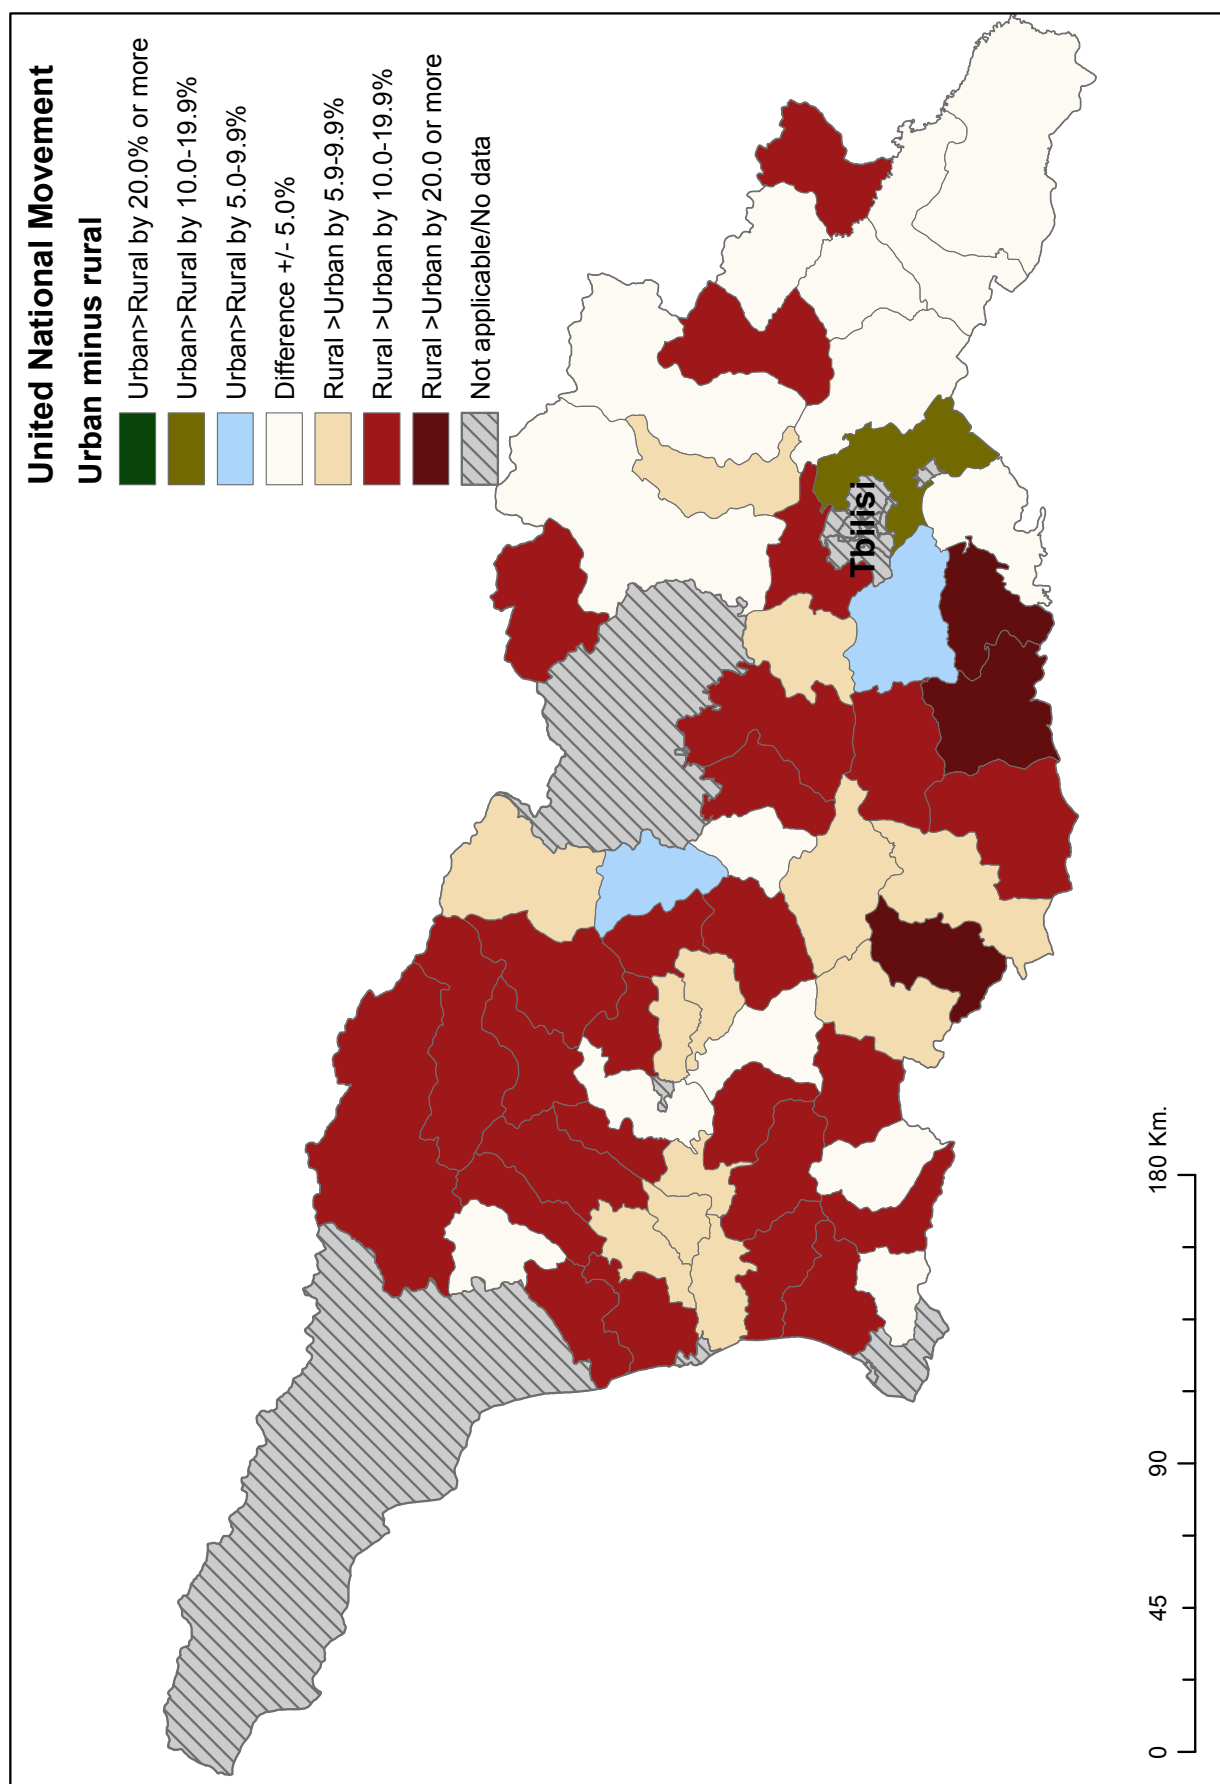 United National Movement
Urban minus rural
Urban>Rural by 20.0% or more
Urban>Rural by 10.0-19.9%
Urban>Rural by 5.0-9.9%
Difference +/- 5.0%
Rural >Urban by 5.9-9.9%
Rural >Urban by 10.0-19.9%
Rural >Urban by 20.0 or more
Not applicable/No data
Tbilisi
0 45 90 180 Km.